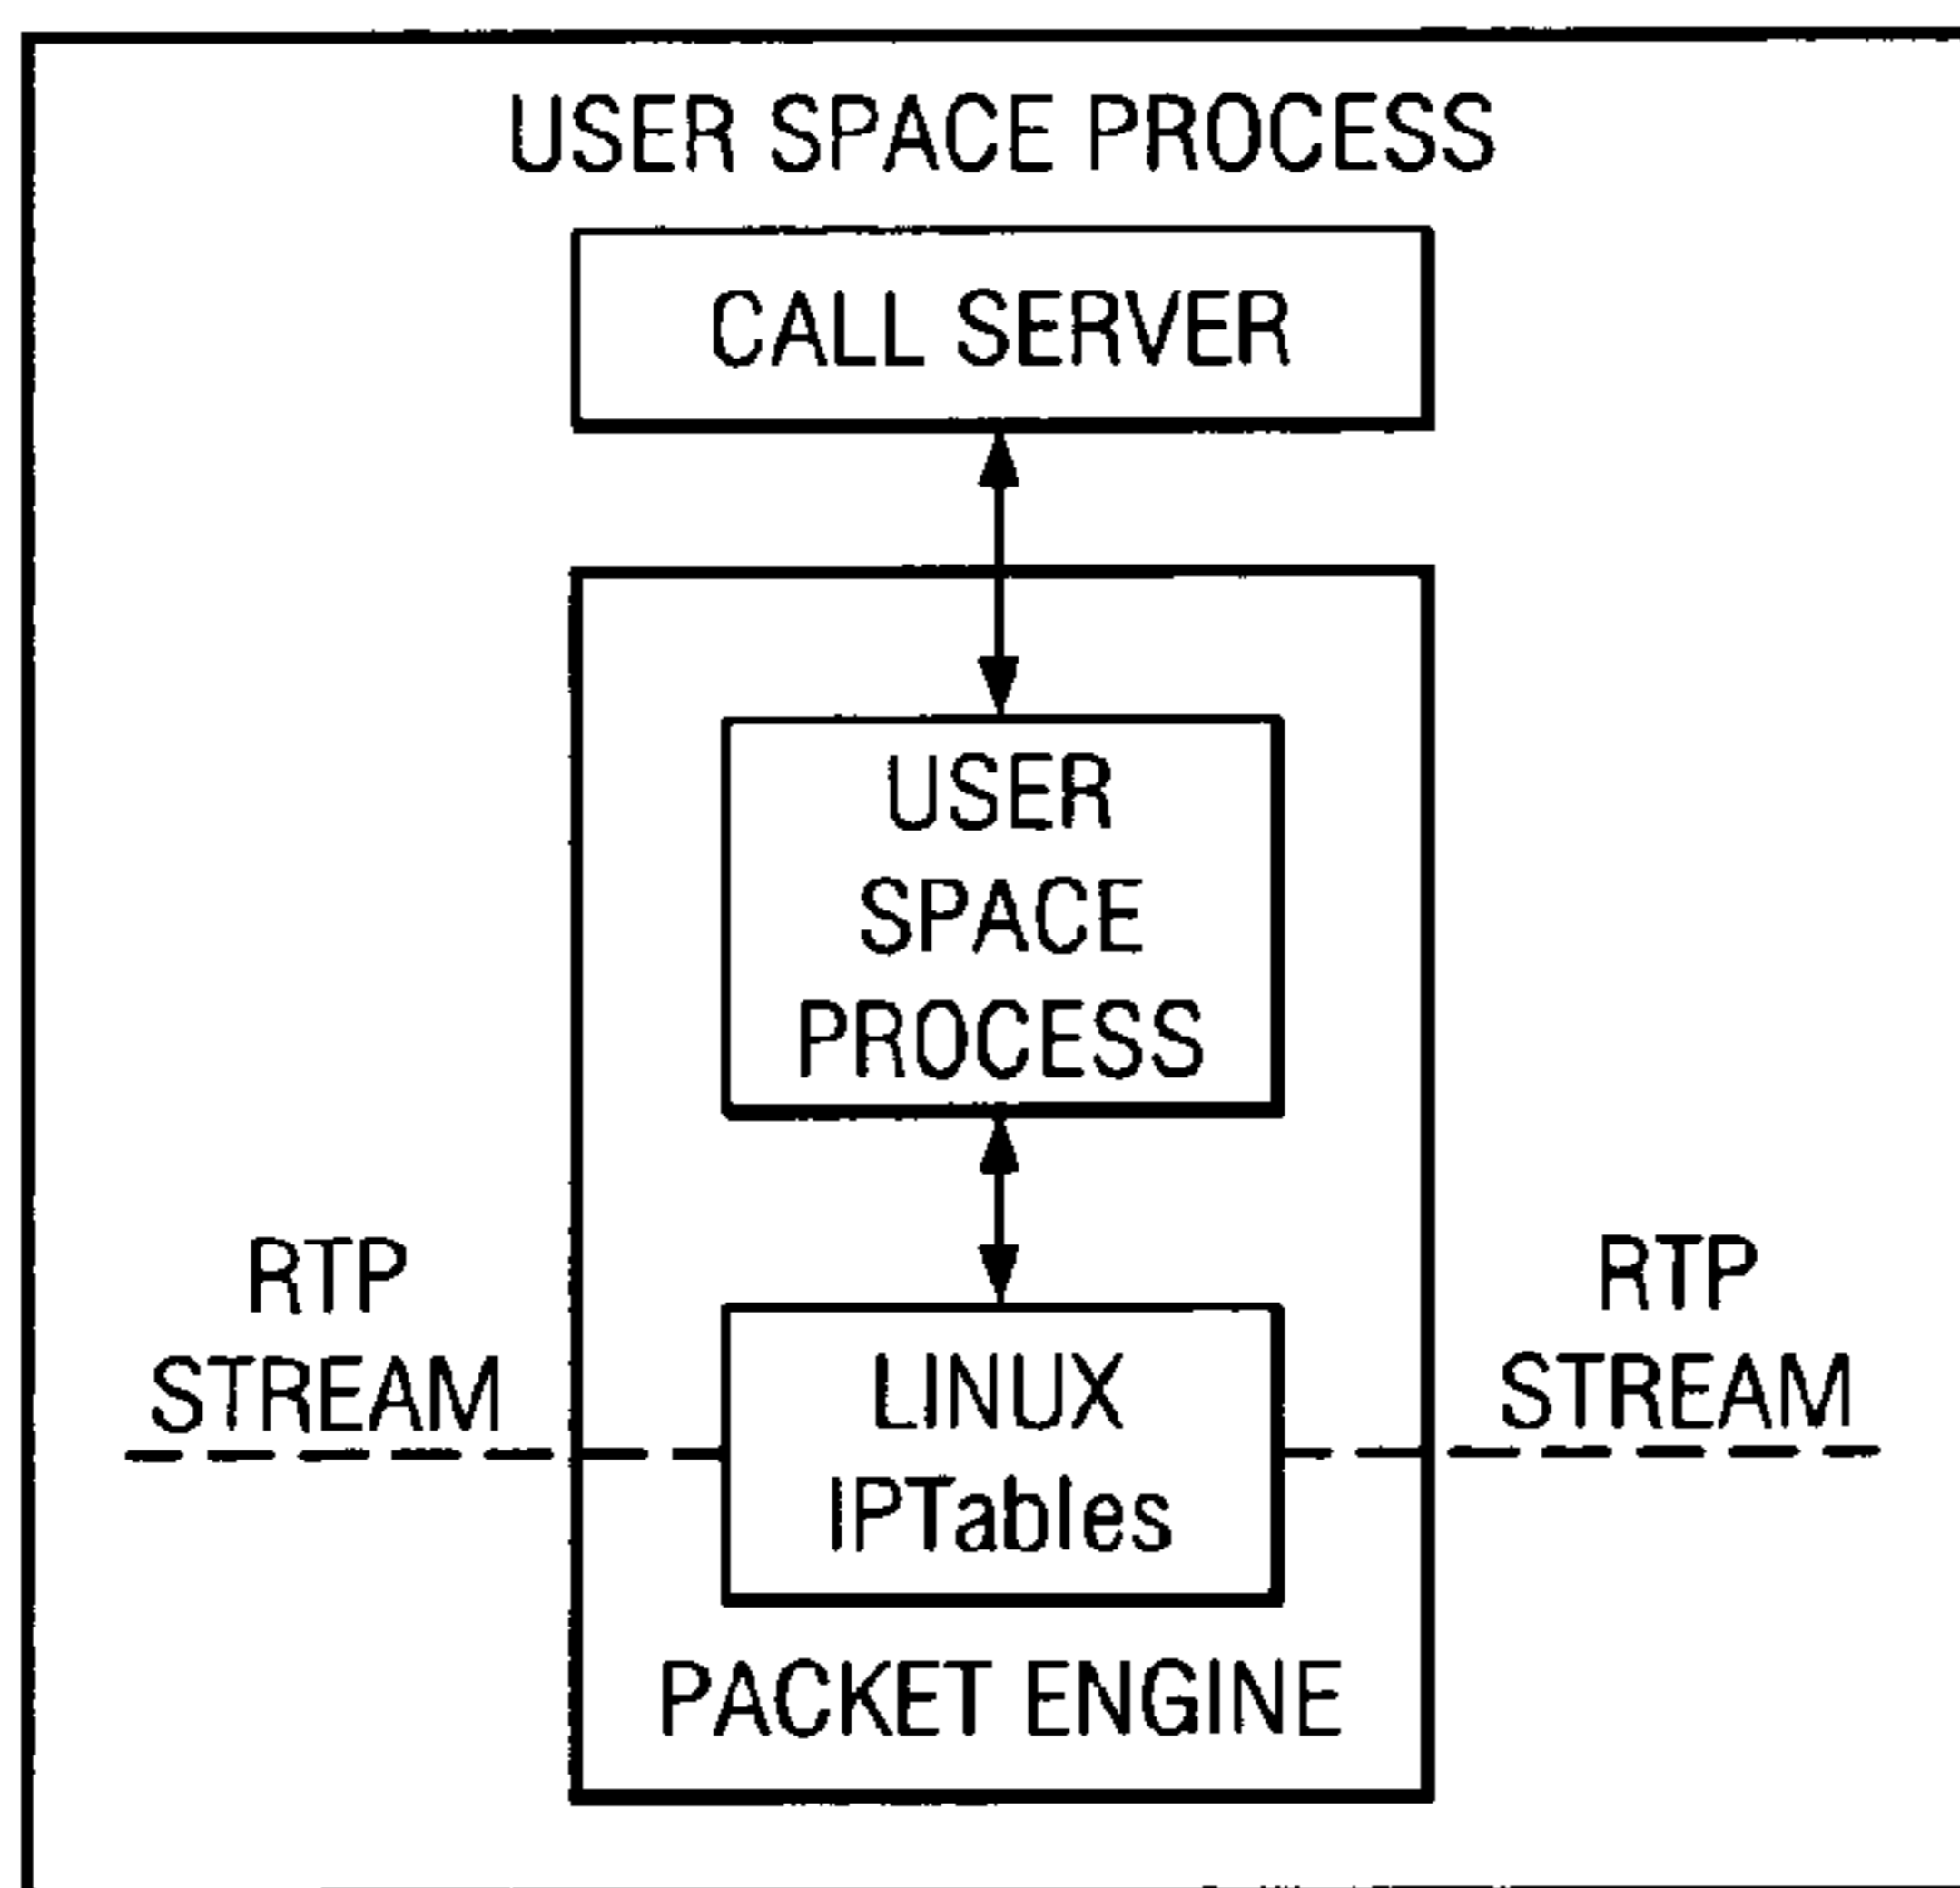 USER SPACE PROCESS
CALL SERVER
USER
SPACE
PROCESS
RTP
STREAM
LINUX
IPTables
RTP
STREAM
PACKET ENGINE